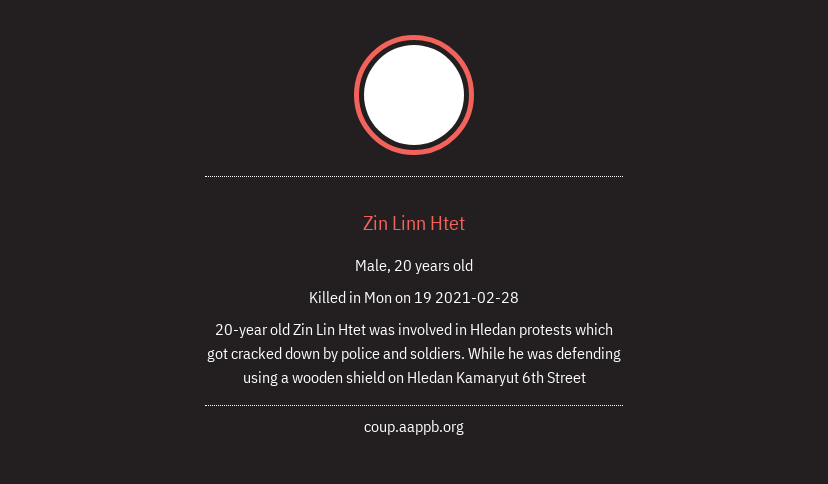 Zin Linn Htet
Male, 20 years old
Killed in Mon on 19 2021-02-28
20-year old Zin Lin Htet was involved in Hledan protests which
got cracked down by police and soldiers. While he was defending
using a wooden shield on Hledan Kamaryut 6th Street
coup.aappb.org